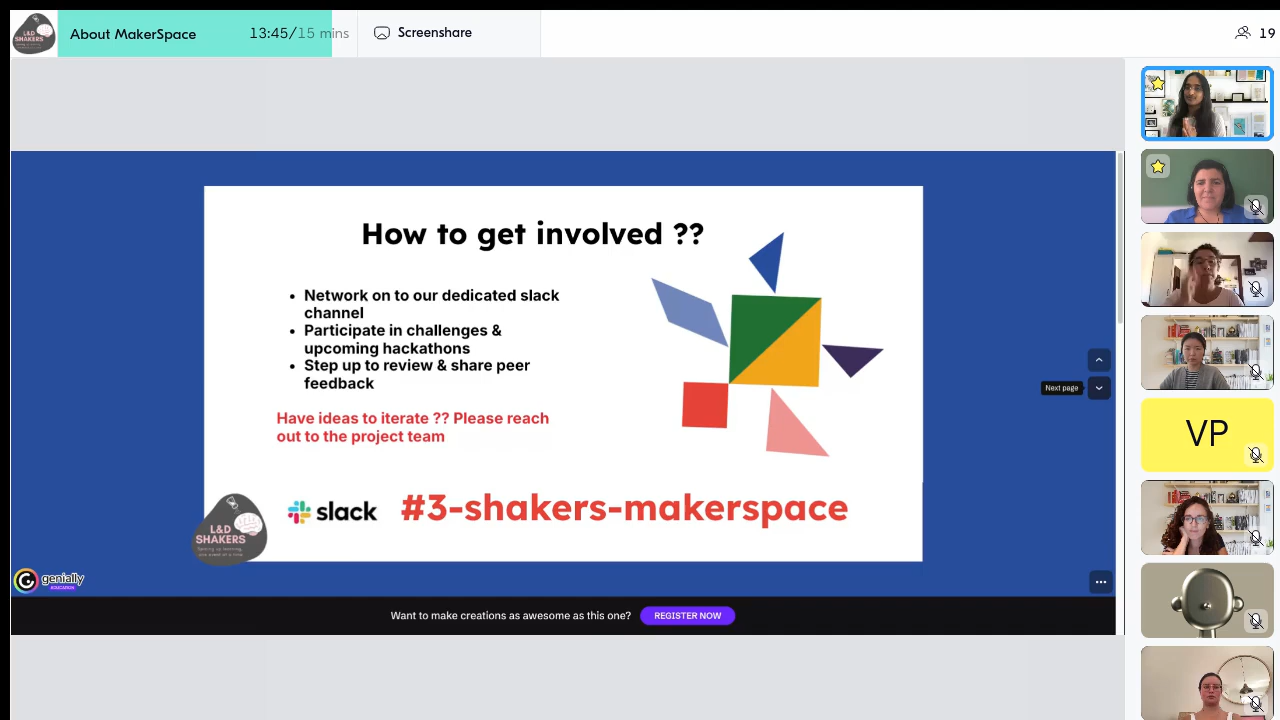 L&D
SHAKERS
About MakerSpace
13:45/15 mins
Screenshare
19
How to get involved ??
• Network on to our dedicated slack
channel
• Participate in challenges &
upcoming hackathons
• Step up to review & share peer
feedback
Have ideas to iterate ?? Please reach
out to the project team
Next page
VP
L&D
SHAKERS
slack
#3-shakers-makerspace
genially
EDUCATION
Want to make creations as awesome as this one?
REGISTER NOW